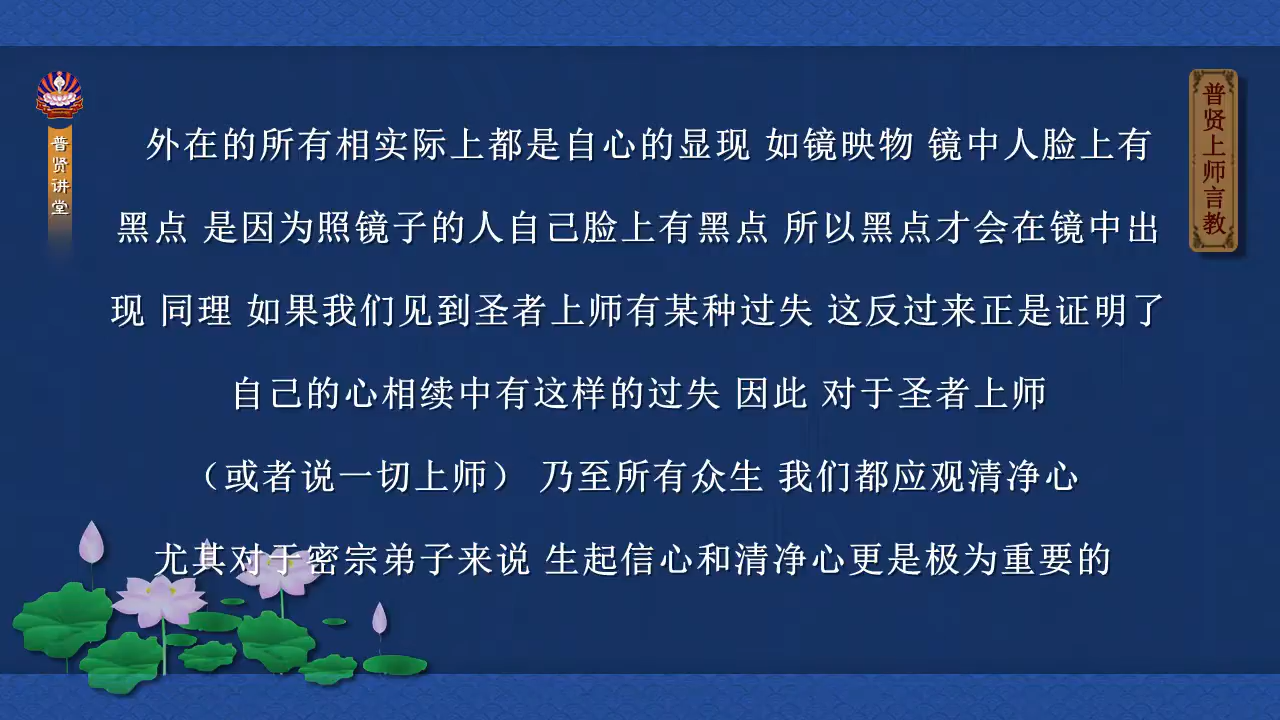 普贤讲堂
普贤上师言教
外在的所有相实际上都是自心的显现 如镜映物 镜中人脸上有
黑点 是因为照镜子的人自己脸上有黑点 所以黑点才会在镜中出
现 同理 如果我们见到圣者上师有某种过失 这反过来正是证明了
自己的心相续中有这样的过失 因此 对于圣者上师
（或者说一切上师） 乃至所有众生 我们都应观清净心
尤其对于密宗弟子来说 生起信心和清净心更是极为重要的